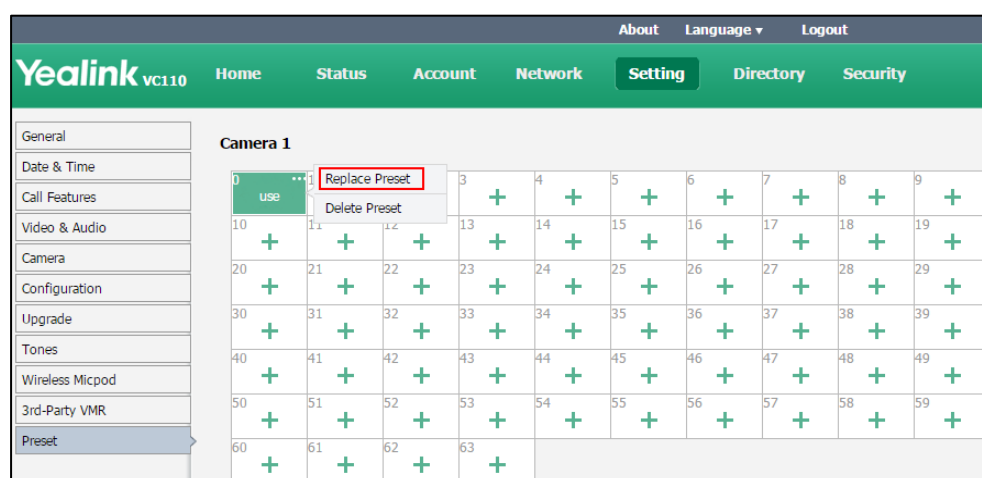 About Language ▾ Logout
Yealink VC110 Home Status Account Network Setting Directory Security
General
Date & Time
Call Features
Video & Audio
Camera
Configuration
Upgrade
Tones
Wireless Micpod
3rd-Party VMR
Preset
Camera 1
0 use ••• 1 3 + 4 + 5 + 6 + 7 + 8 + 9 +
Replace Preset
Delete Preset
10 + 11 + 12 + 13 + 14 + 15 + 16 + 17 + 18 + 19 +
20 + 21 + 22 + 23 + 24 + 25 + 26 + 27 + 28 + 29 +
30 + 31 + 32 + 33 + 34 + 35 + 36 + 37 + 38 + 39 +
40 + 41 + 42 + 43 + 44 + 45 + 46 + 47 + 48 + 49 +
50 + 51 + 52 + 53 + 54 + 55 + 56 + 57 + 58 + 59 +
60 + 61 + 62 + 63 +